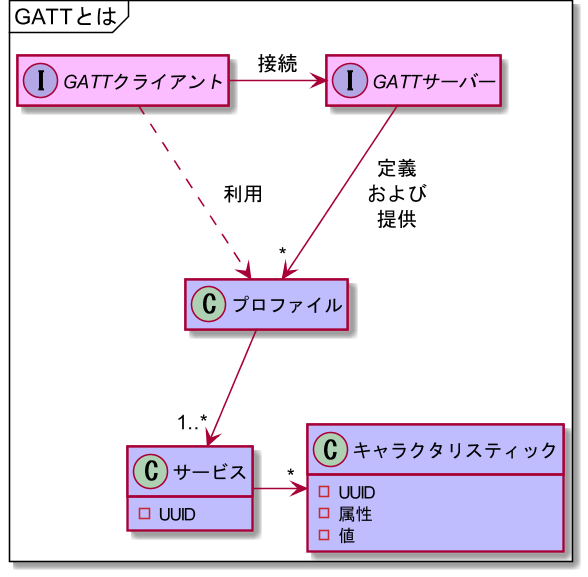 GATTとは
I GATTクライアント
接続
I GATTサーバー
利用
定義
および
提供
*
C プロファイル
1..*
C サービス
UUID
*
C キャラクタリスティック
UUID
属性
値